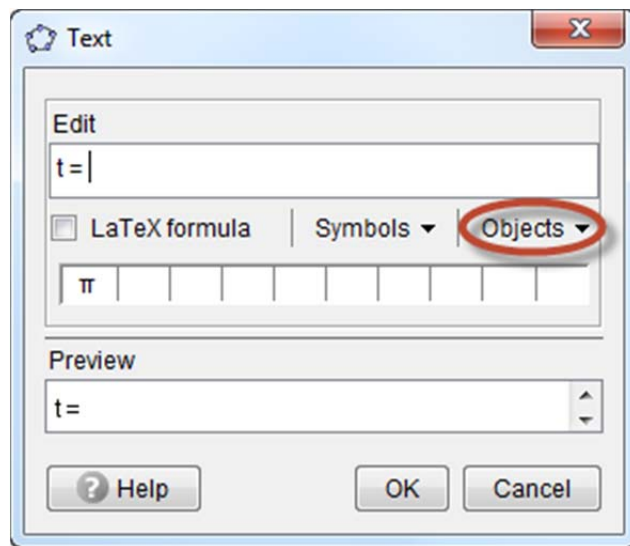 Text
Edit
t =
LaTeX formula Symbols Objects
π
Preview
t =
? Help OK Cancel